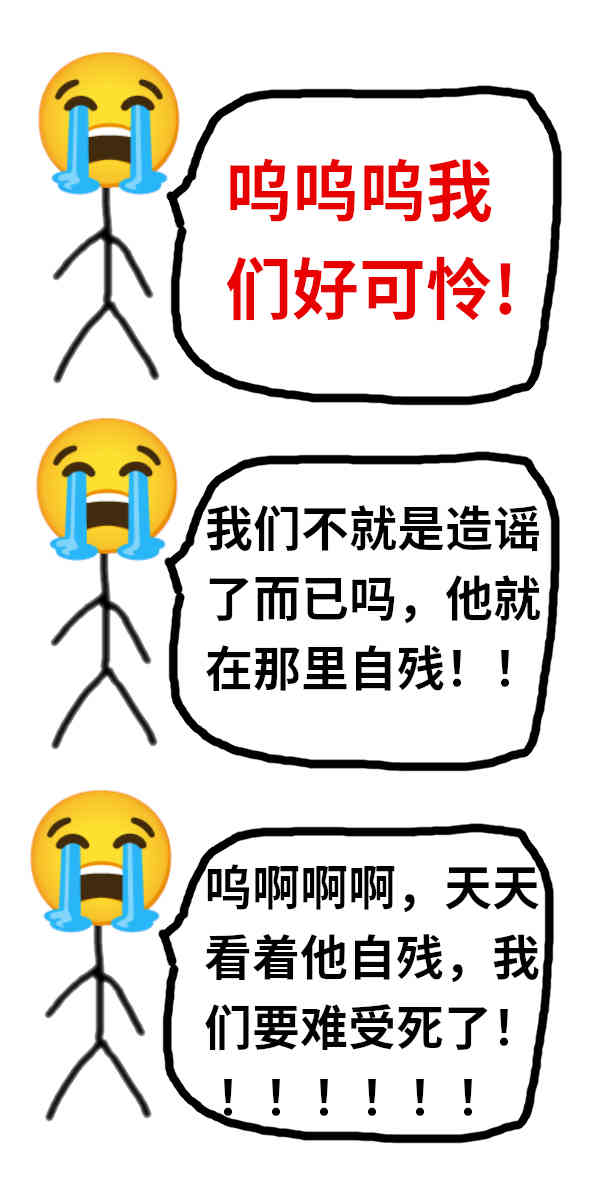 呜呜呜我
们好可怜!
我们不就是造谣
了而已吗，他就
在那里自残！！
呜啊啊啊，天天
看着他自残，我
们要难受死了！
！！！！！！